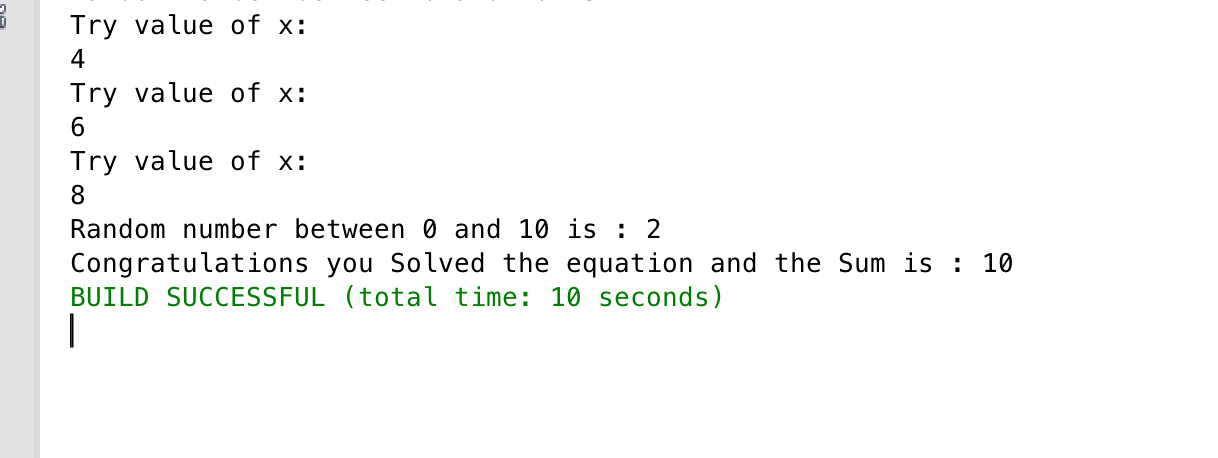 Try value of x:
4
Try value of x:
6
Try value of x:
8
Random number between 0 and 10 is : 2
Congratulations you Solved the equation and the Sum is : 10
BUILD SUCCESSFUL (total time: 10 seconds)